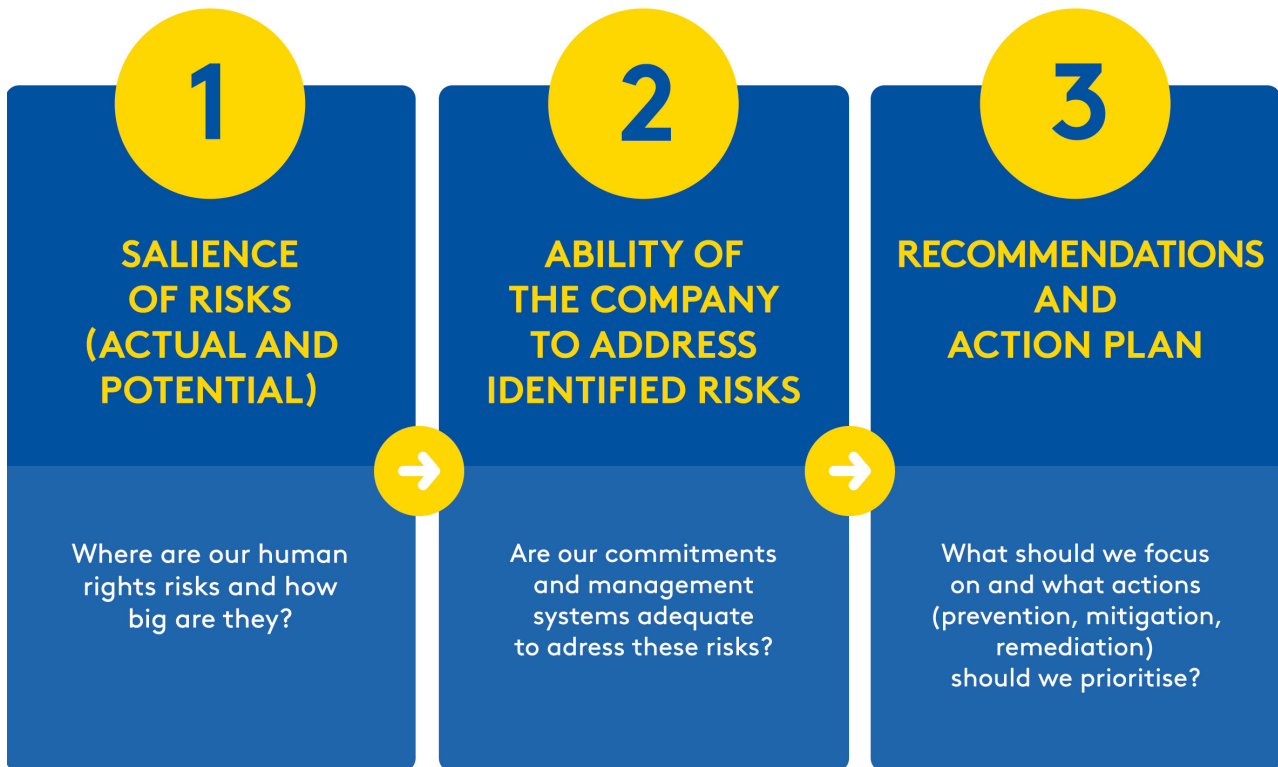 1
SALIENCE
OF RISKS
(ACTUAL AND
POTENTIAL)
Where are our human
rights risks and how
big are they?
2
ABILITY OF
THE COMPANY
TO ADDRESS
IDENTIFIED RISKS
Are our commitments
and management
systems adequate
to adress these risks?
3
RECOMMENDATIONS
AND
ACTION PLAN
What should we focus
on and what actions
(prevention, mitigation,
remediation)
should we prioritise?